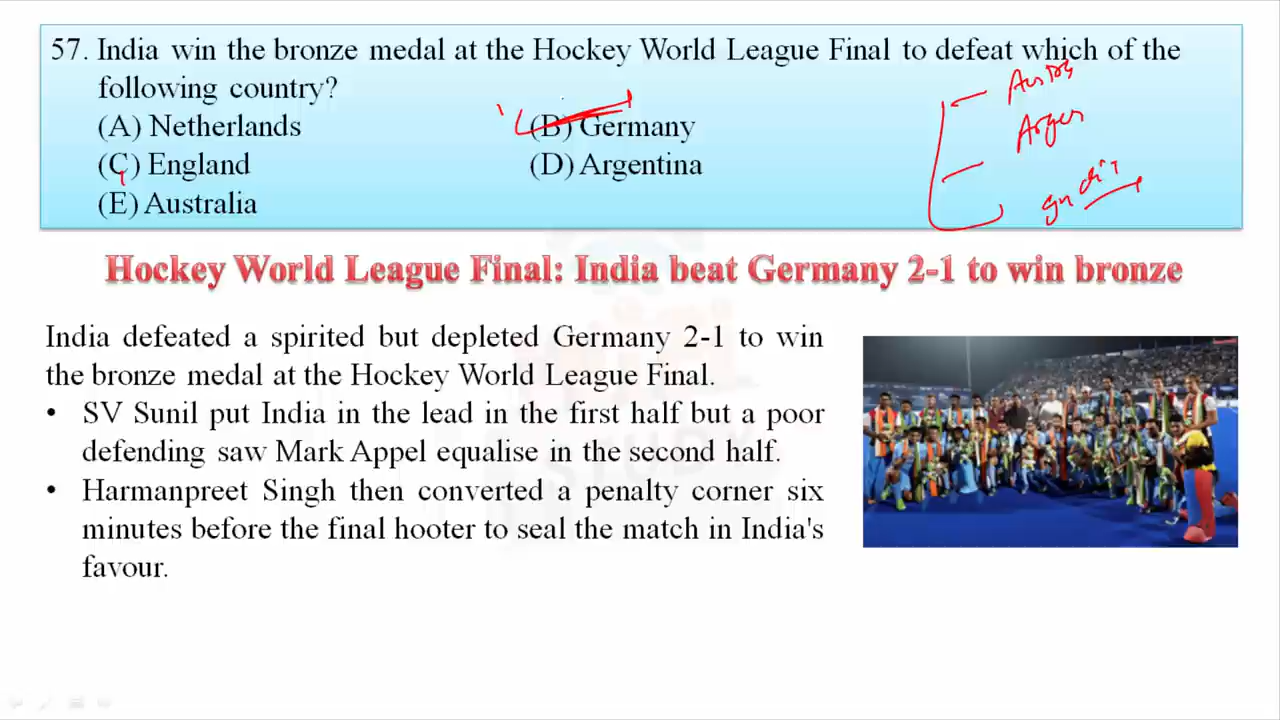 57. India win the bronze medal at the Hockey World League Final to defeat which of the
following country?
(A) Netherlands (B) Germany
(C) England (D) Argentina
(E) Australia
Hockey World League Final: India beat Germany 2-1 to win bronze
India defeated a spirited but depleted Germany 2-1 to win
the bronze medal at the Hockey World League Final.
• SV Sunil put India in the lead in the first half but a poor
defending saw Mark Appel equalise in the second half.
• Harmanpreet Singh then converted a penalty corner six
minutes before the final hooter to seal the match in India's
favour.
STUDY